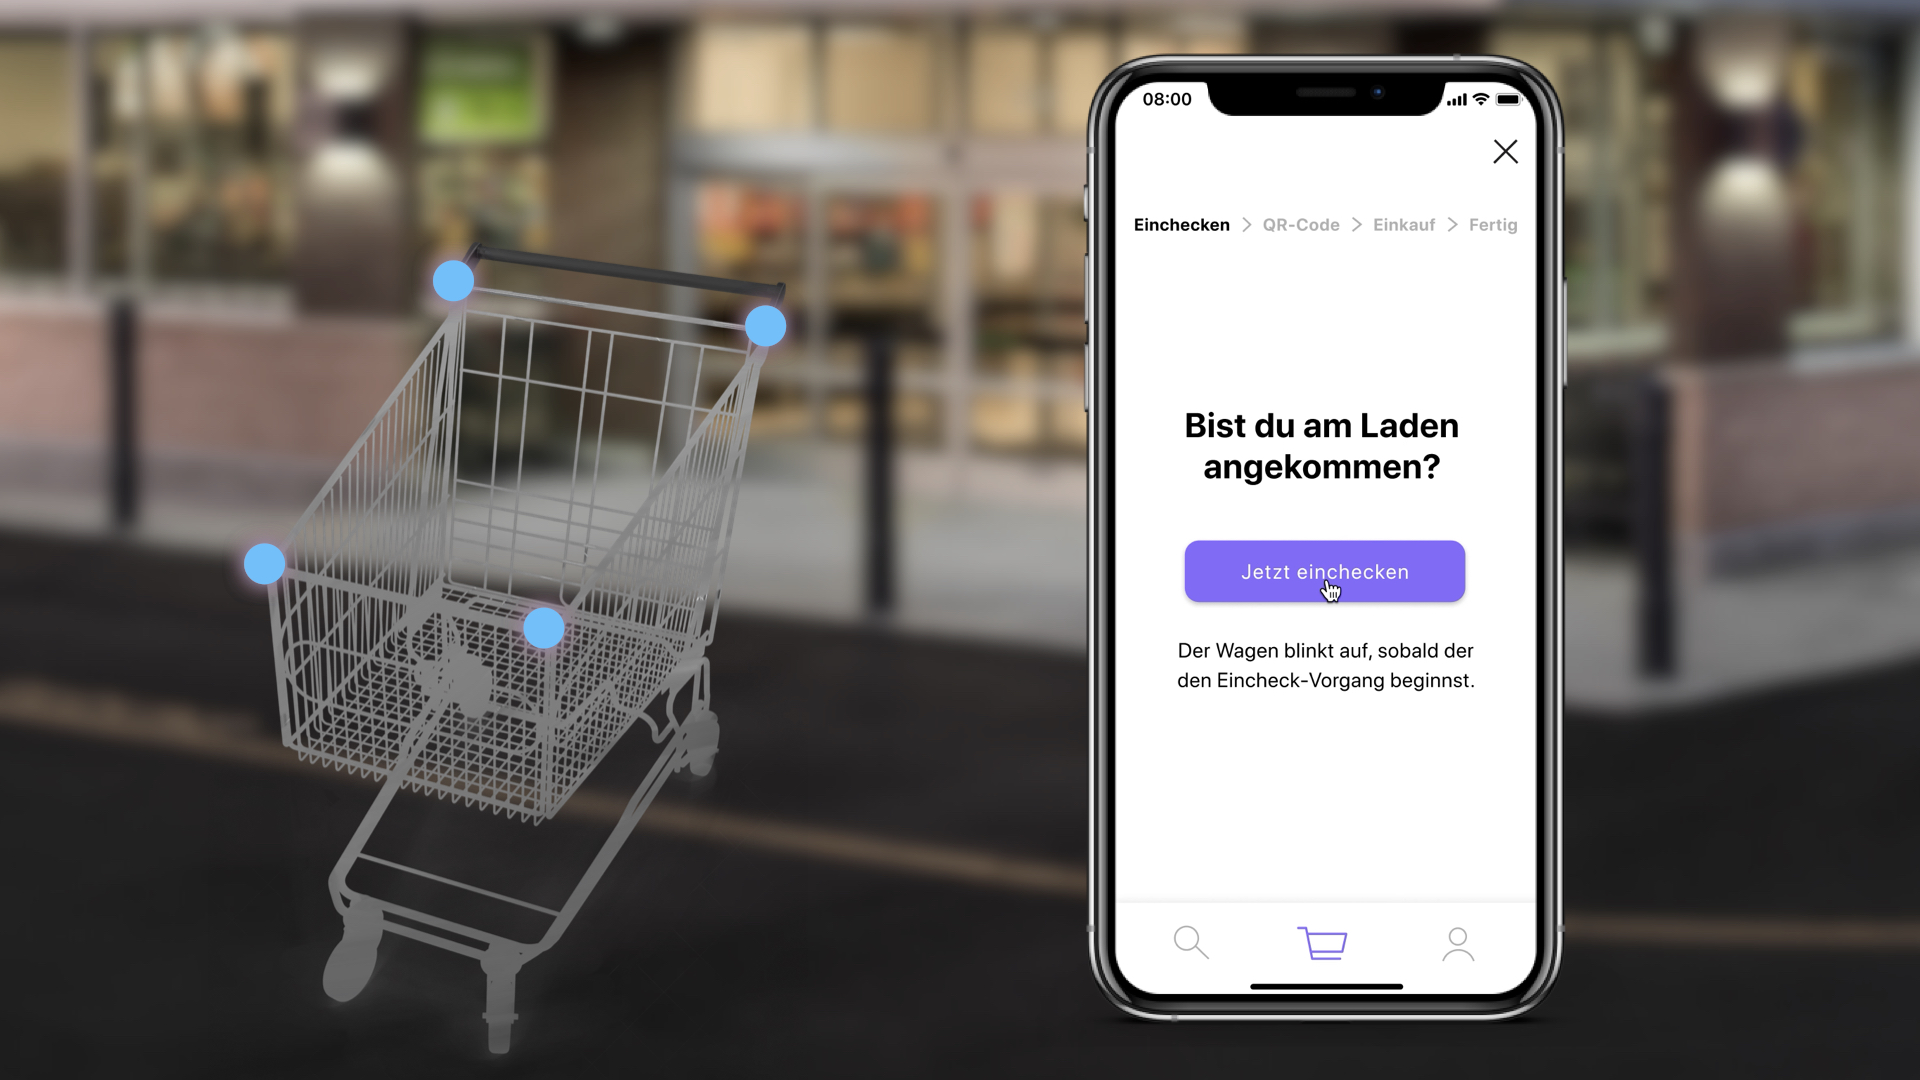 08:00
Einchecken > QR-Code > Einkauf > Fertig
Bist du am Laden
angekommen?
Jetzt einchecken
Der Wagen blinkt auf, sobald der
den Eincheck-Vorgang beginnst.